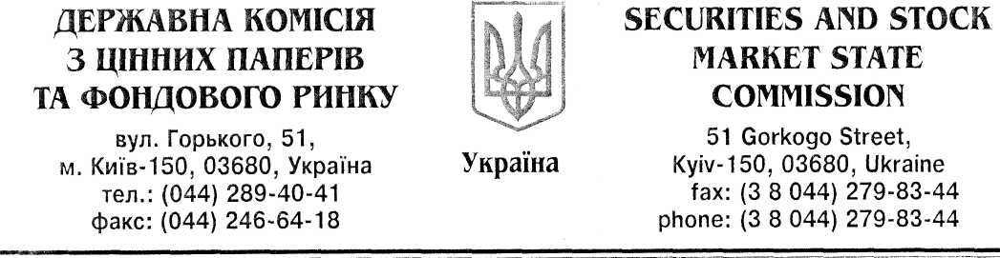 ДЕРЖАВНА КОМІСІЯ
З ЦІННИХ ПАПЕРІВ
ТА ФОНДОВОГО РИНКУ
вул. Горького, 51,
м. Київ-150, 03680, Україна
тел.: (044) 289-40-41
факс: (044) 246-64-18
Україна
SECURITIES AND STOCK
MARKET STATE
COMMISSION
51 Gorkogo Street,
Kyiv-150, 03680, Ukraine
fax: (3 8 044) 279-83-44
phone: (3 8 044) 279-83-44